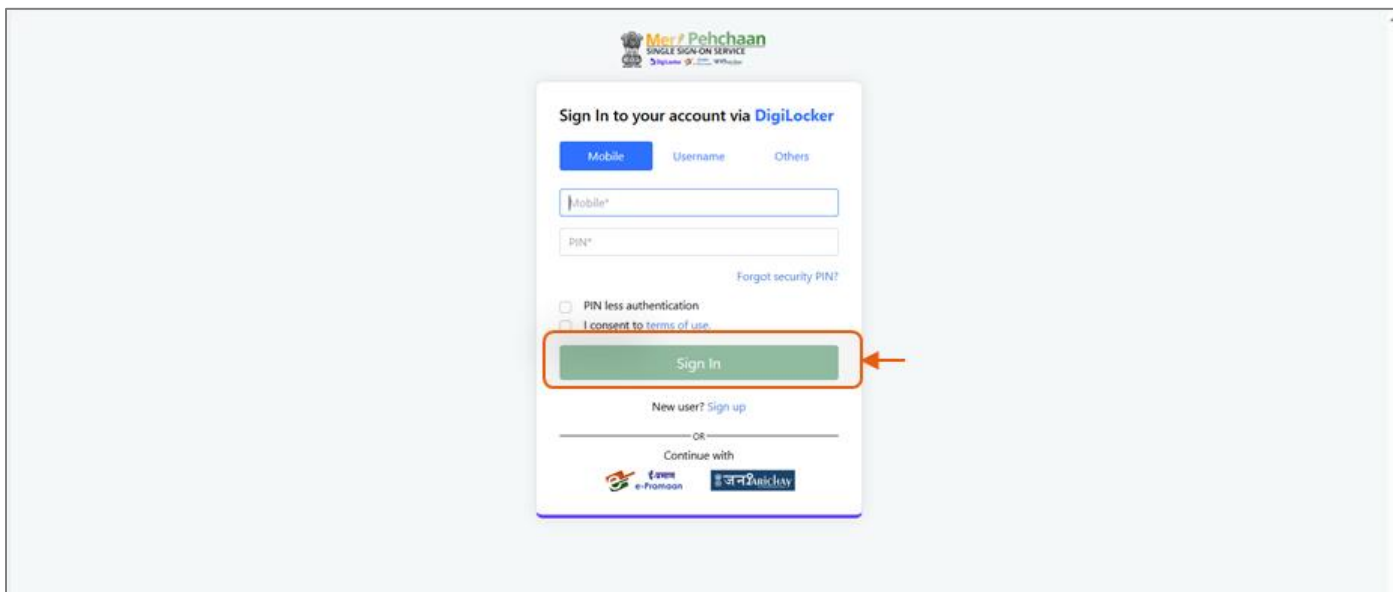 Meri Pehchaan
SINGLE SIGN-ON SERVICE
DigiLocker
Sign In to your account via DigiLocker
Mobile Username Others
Mobile*
PIN*
Forgot security PIN?
PIN less authentication
I consent to terms of use.
Sign In
New user? Sign up
OR
Continue with
ई-प्रमाण
e-Pramaan
जनParichay